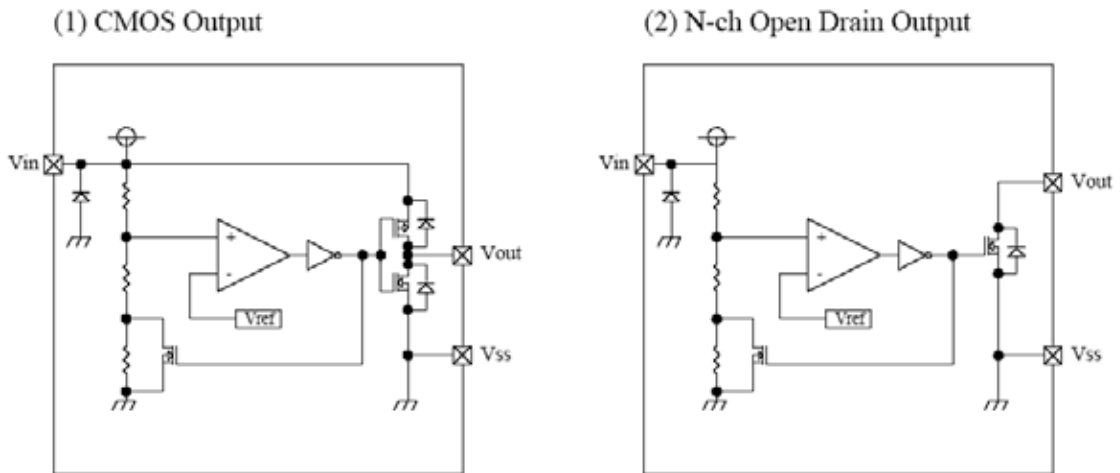 (1) CMOS Output
(2) N-ch Open Drain Output
Vin
+
-
Vref
Vout
Vss
Vin
+
-
Vref
Vout
Vss